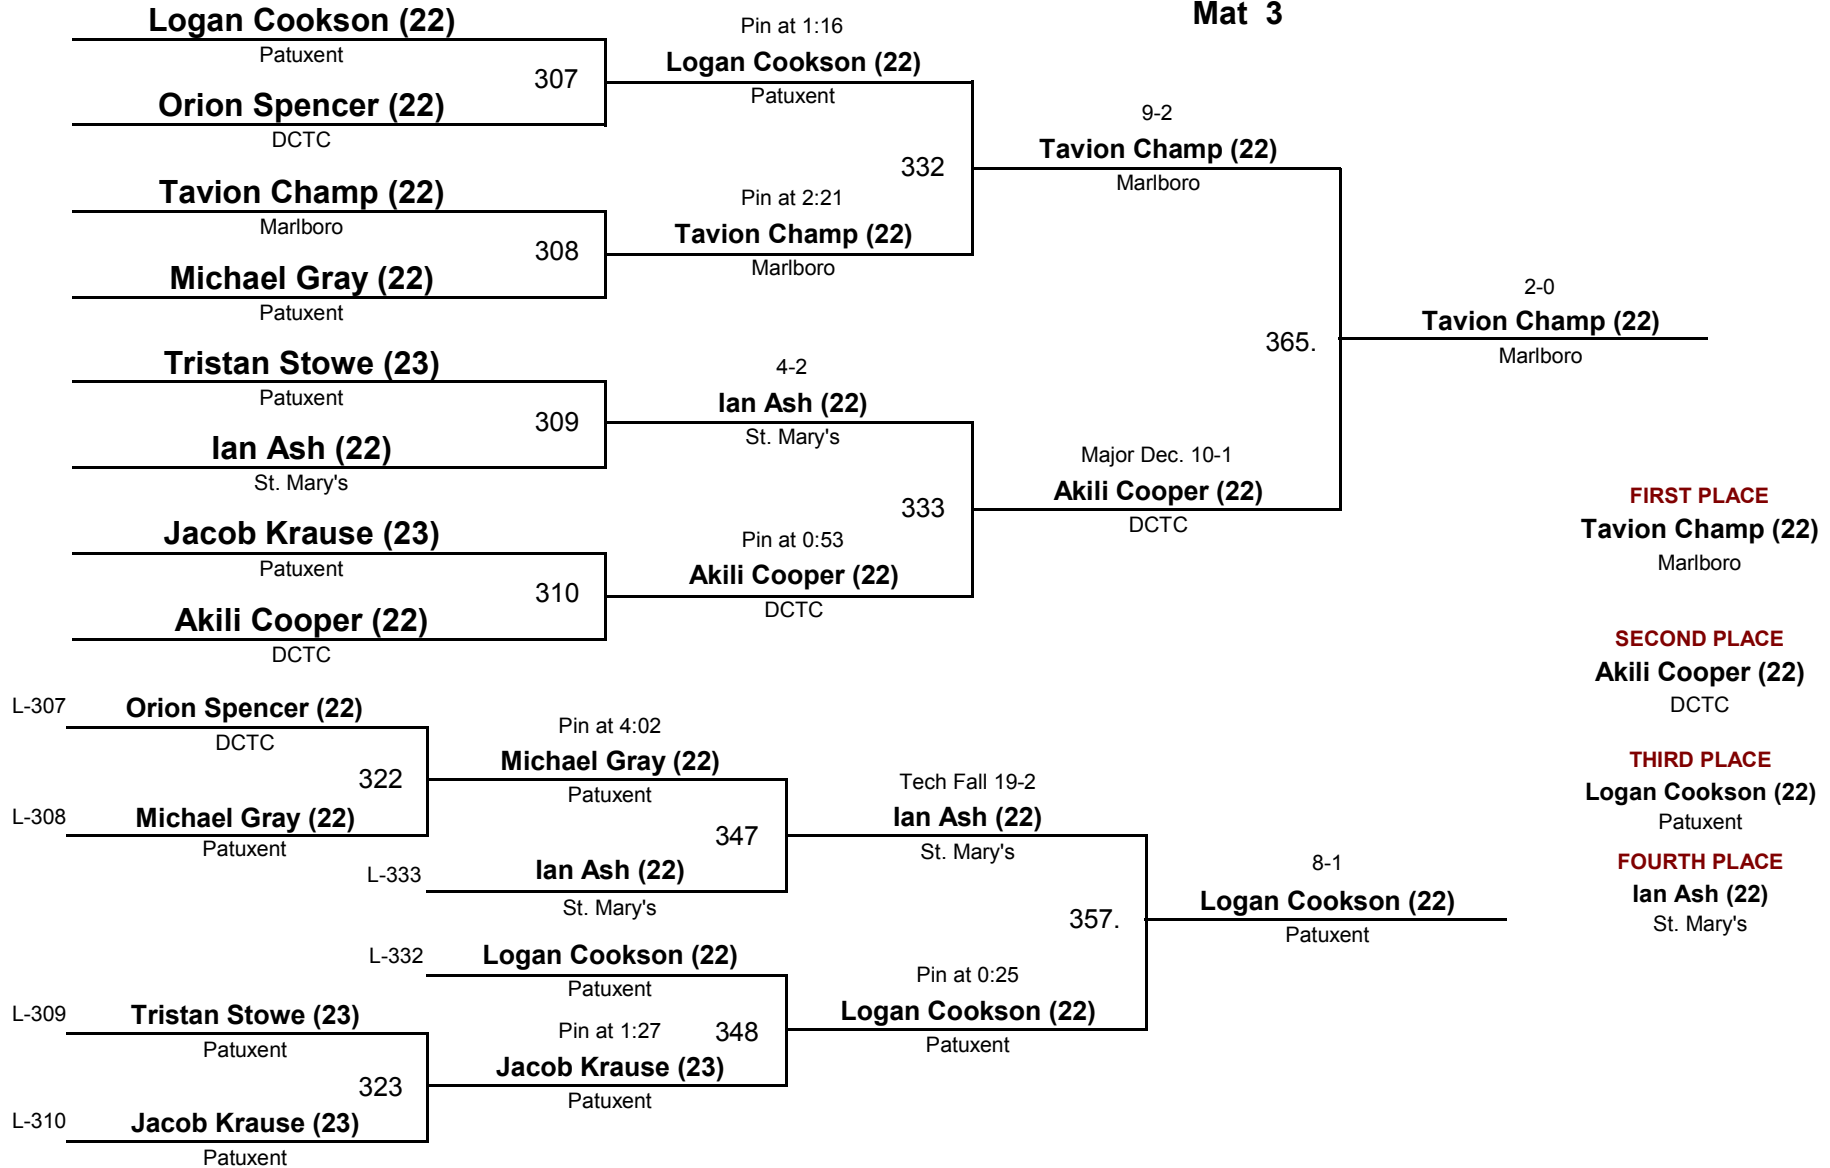 Mat 3
Logan Cookson (22)
Patuxent
307
Orion Spencer (22)
DCTC
Tavion Champ (22)
Marlboro
308
Michael Gray (22)
Patuxent
Tristan Stowe (23)
Patuxent
309
Ian Ash (22)
St. Mary's
Jacob Krause (23)
Patuxent
310
Akili Cooper (22)
DCTC
Pin at 1:16
Logan Cookson (22)
Patuxent
332
Pin at 2:21
Tavion Champ (22)
Marlboro
4-2
Ian Ash (22)
St. Mary's
333
Pin at 0:53
Akili Cooper (22)
DCTC
9-2
Tavion Champ (22)
Marlboro
365.
Major Dec. 10-1
Akili Cooper (22)
DCTC
2-0
Tavion Champ (22)
Marlboro
FIRST PLACE
Tavion Champ (22)
Marlboro
SECOND PLACE
Akili Cooper (22)
DCTC
THIRD PLACE
Logan Cookson (22)
Patuxent
FOURTH PLACE
Ian Ash (22)
St. Mary's
L-307
Orion Spencer (22)
DCTC
322
L-308
Michael Gray (22)
Patuxent
Pin at 4:02
Michael Gray (22)
Patuxent
347
L-333
Ian Ash (22)
St. Mary's
L-332
Logan Cookson (22)
Patuxent
348
Pin at 1:27
Jacob Krause (23)
Patuxent
L-309
Tristan Stowe (23)
Patuxent
323
L-310
Jacob Krause (23)
Patuxent
Tech Fall 19-2
Ian Ash (22)
St. Mary's
357.
Pin at 0:25
Logan Cookson (22)
Patuxent
8-1
Logan Cookson (22)
Patuxent